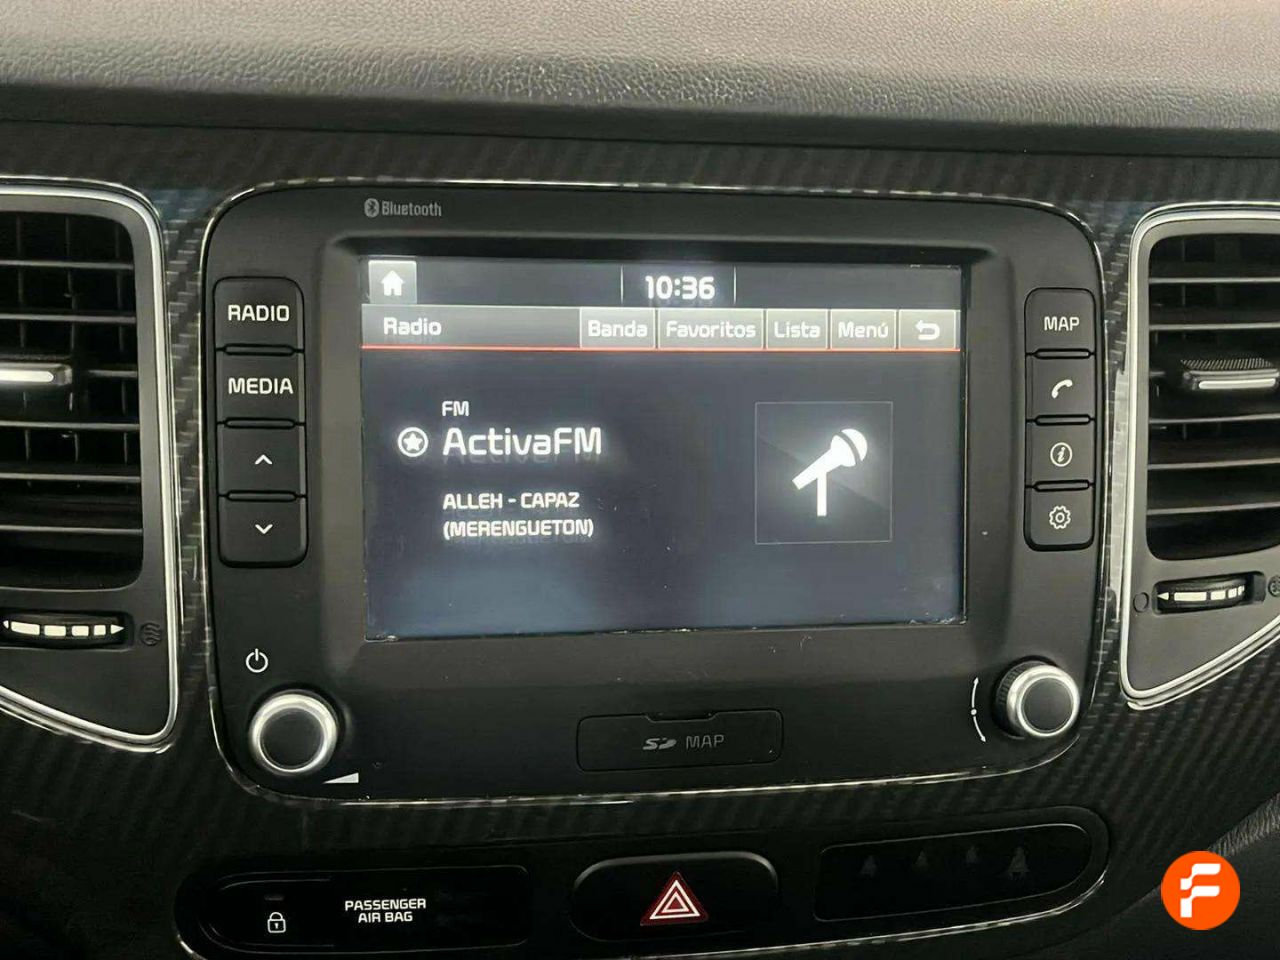 Bluetooth
10:36
RADIO
Radio
Banda
Favoritos
Lista
Menú
MAP
MEDIA
FM
ActivaFM
ALLEH - CAPAZ
(MERENGUETON)
SD MAP
PASSENGER
AIR BAG